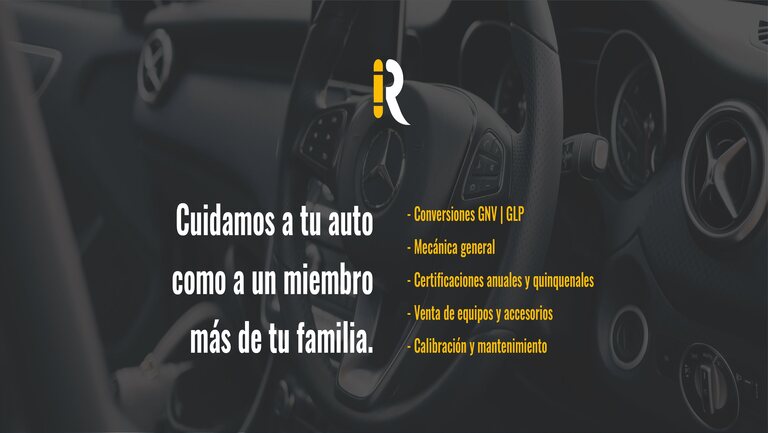 R
Cuidamos a tu auto
como a un miembro
más de tu familia.
- Conversiones GNV | GLP
- Mecánica general
- Certificaciones anuales y quinquenales
- Venta de equipos y accesorios
- Calibración y mantenimiento